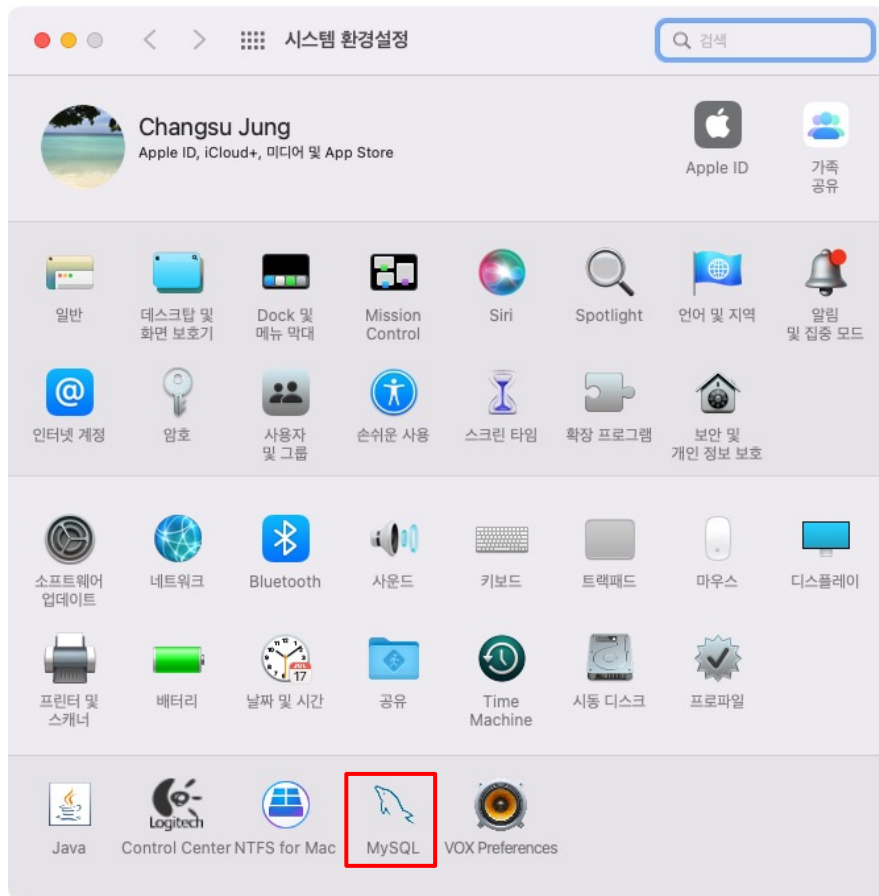 시스템 환경설정
검색
Changsu Jung
Apple ID, iCloud+, 미디어 및 App Store
Apple ID
가족
공유
일반
데스크탑 및
화면 보호기
Dock 및
메뉴 막대
Mission
Control
Siri
Spotlight
언어 및 지역
알림
및 집중 모드
인터넷 계정
암호
사용자
및 그룹
손쉬운 사용
스크린 타임
확장 프로그램
보안 및
개인 정보 보호
소프트웨어
업데이트
네트워크
Bluetooth
사운드
키보드
트랙패드
마우스
디스플레이
프린터 및
스캐너
배터리
JUL
17
날짜 및 시간
공유
Time
Machine
시동 디스크
프로파일
Java
Logitech
Control Center
NTFS for Mac
MySQL
VOX Preferences